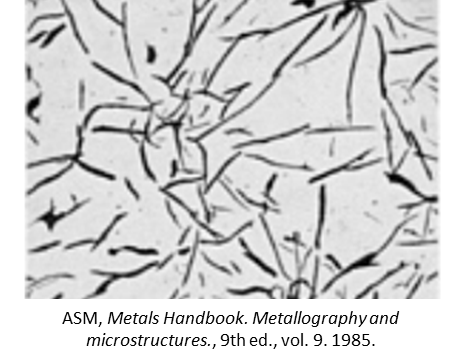 ASM, Metals Handbook. Metallography and
microstructures., 9th ed., vol. 9. 1985.